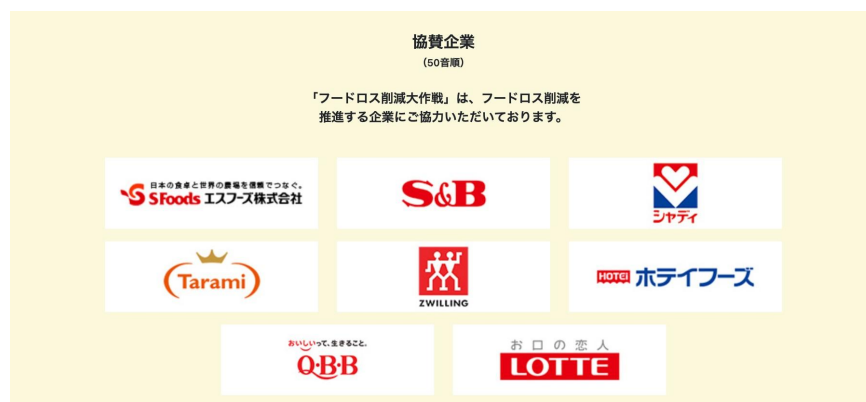 協賛企業
(50音順)
「フードロス削減大作戦」は、フードロス削減を
推進する企業にご協力いただいております。
日本の食卓と世界の農場を信頼でつなぐ。
S Foods エスフーズ株式会社
S&B
シャディ
Tarami
ZWILLING
HOTEI ホテイフーズ
おいしいって、生きること。
Q·B·B
お口の恋人
LOTTE